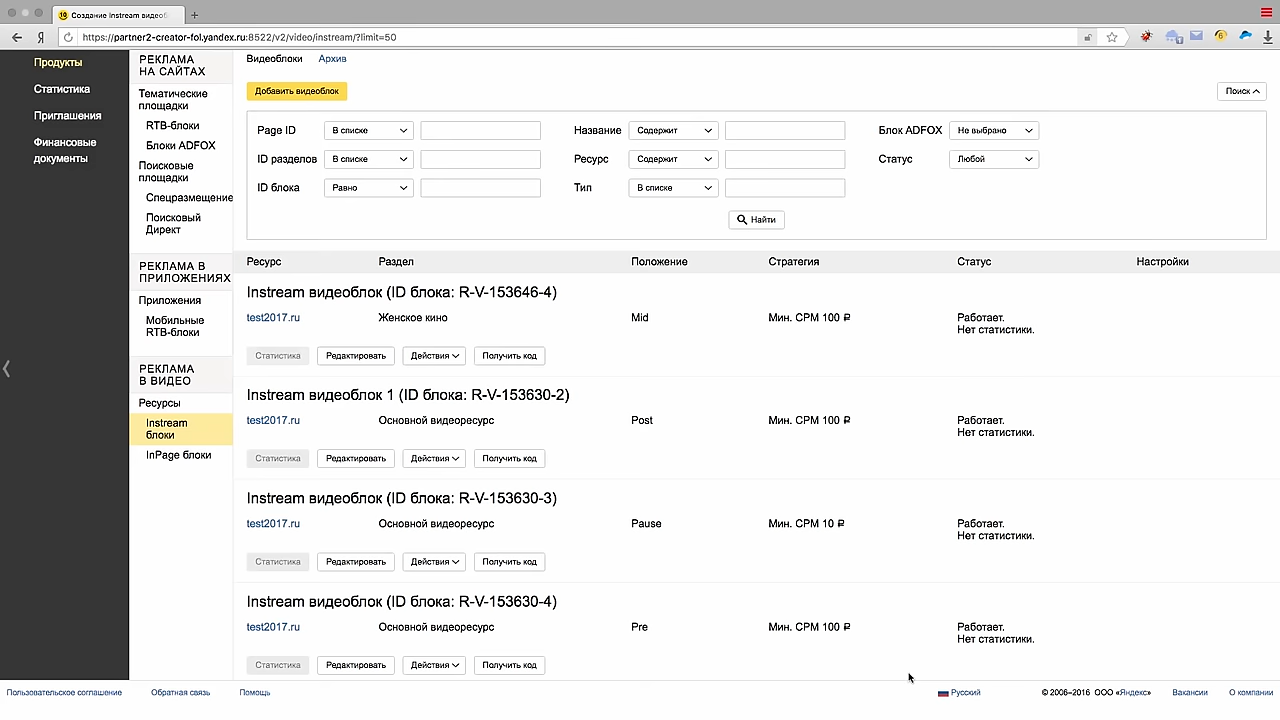 Создание Instream видеобл
https://partner2-creator-fol.yandex.ru:8522/v2/video/instream/?limit=50
Продукты
Статистика
Приглашения
Финансовые
документы
РЕКЛАМА
НА САЙТАХ
Тематические
площадки
RTB-блоки
Блоки ADFOX
Поисковые
площадки
Спецразмещение
Поисковый
Директ
РЕКЛАМА В
ПРИЛОЖЕНИЯХ
Приложения
Мобильные
RTB-блоки
РЕКЛАМА
В ВИДЕО
Ресурсы
Instream
блоки
InPage блоки
Видеоблоки Архив
Добавить видеоблок Поиск
Page ID В списке Название Содержит Блок ADFOX Не выбрано
ID разделов В списке Ресурс Содержит Статус Любой
ID блока Равно Тип В списке
Найти
Ресурс Раздел Положение Стратегия Статус Настройки
Instream видеоблок (ID блока: R-V-153646-4)
test2017.ru Женское кино Mid Мин. CPM 100 ₽ Работает.
Нет статистики.
Статистика Редактировать Действия Получить код
Instream видеоблок 1 (ID блока: R-V-153630-2)
test2017.ru Основной видеоресурс Post Мин. CPM 100 ₽ Работает.
Нет статистики.
Статистика Редактировать Действия Получить код
Instream видеоблок (ID блока: R-V-153630-3)
test2017.ru Основной видеоресурс Pause Мин. CPM 10 ₽ Работает.
Нет статистики.
Статистика Редактировать Действия Получить код
Instream видеоблок (ID блока: R-V-153630-4)
test2017.ru Основной видеоресурс Pre Мин. CPM 100 ₽ Работает.
Нет статистики.
Статистика Редактировать Действия Получить код
Пользовательское соглашение Обратная связь Помощь Русский © 2006–2016 ООО «Яндекс» Вакансии О компании